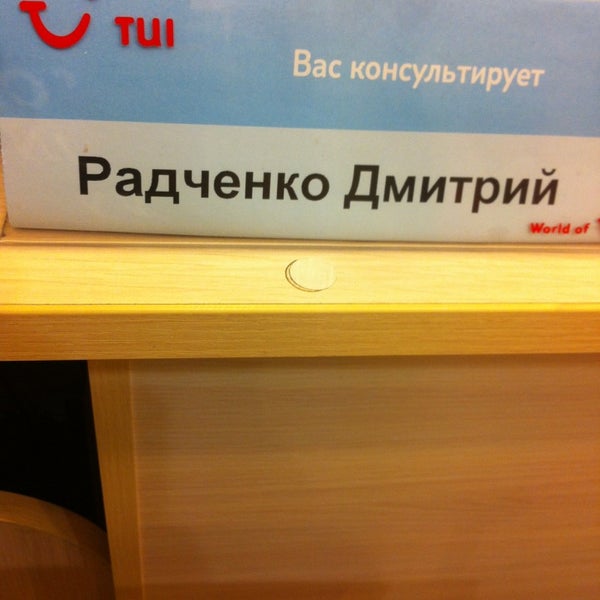 TUI
Вас консультирует
Радченко Дмитрий
World of